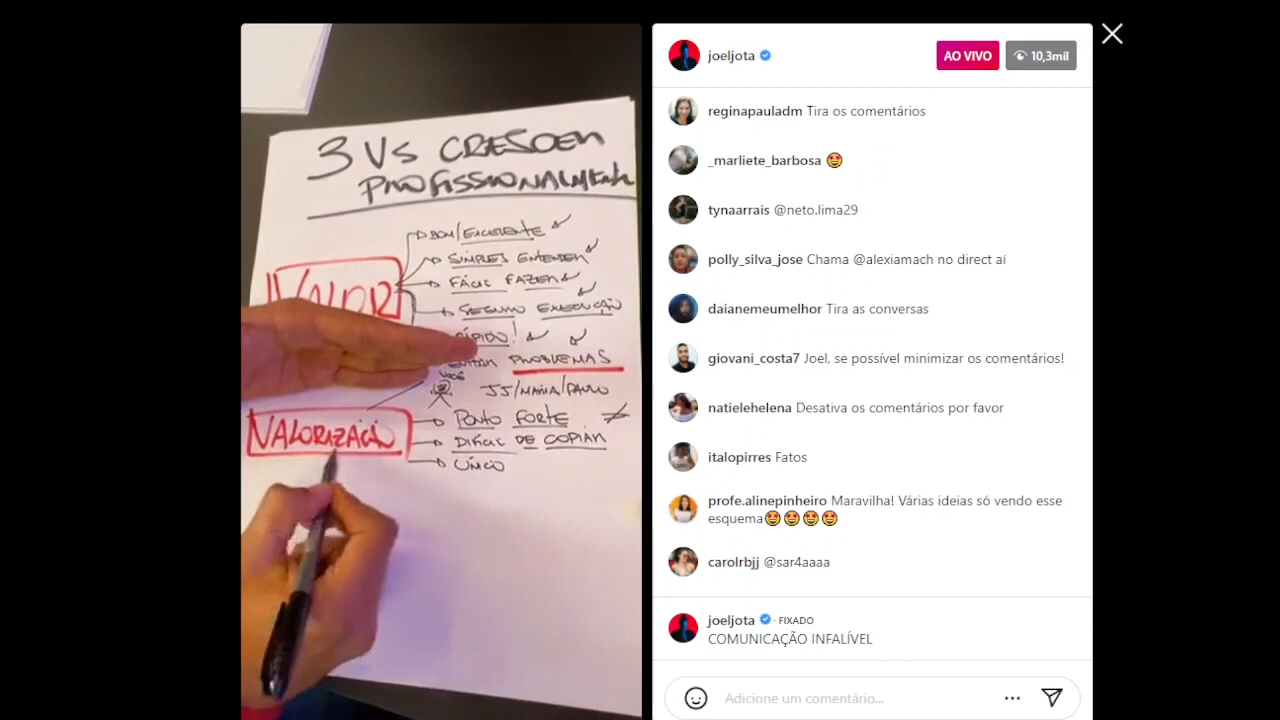 3 Vs CRESCER
PROFISSIONALMENTE
VALOR
BOM/EXCELENTE
SIMPLES ENTENDER
FÁCIL FAZER
SEGURO EXECUÇÃO
RÁPIDO!
EVITAR PROBLEMAS
VOCÊ
JJ/MARIA/PAULO
VALORIZAÇÃO
PONTO FORTE ≠
DIFÍCIL DE COPIAR
ÚNICO
joeljota
AO VIVO
10,3mil
reginapauladm Tira os comentários
_marliete_barbosa 🤩
tynaarrais @neto.lima29
polly_silva_jose Chama @alexiamach no direct aí
daianemeumelhor Tira as conversas
giovani_costa7 Joel, se possível minimizar os comentários!
natielehelena Desativa os comentários por favor
italopirres Fatos
profe.alinepinheiro Maravilha! Várias ideias só vendo esse
esquema🤩🤩🤩🤩
carolrbjj @sar4aaaa
joeljota · FIXADO
COMUNICAÇÃO INFALÍVEL
Adicione um comentário...